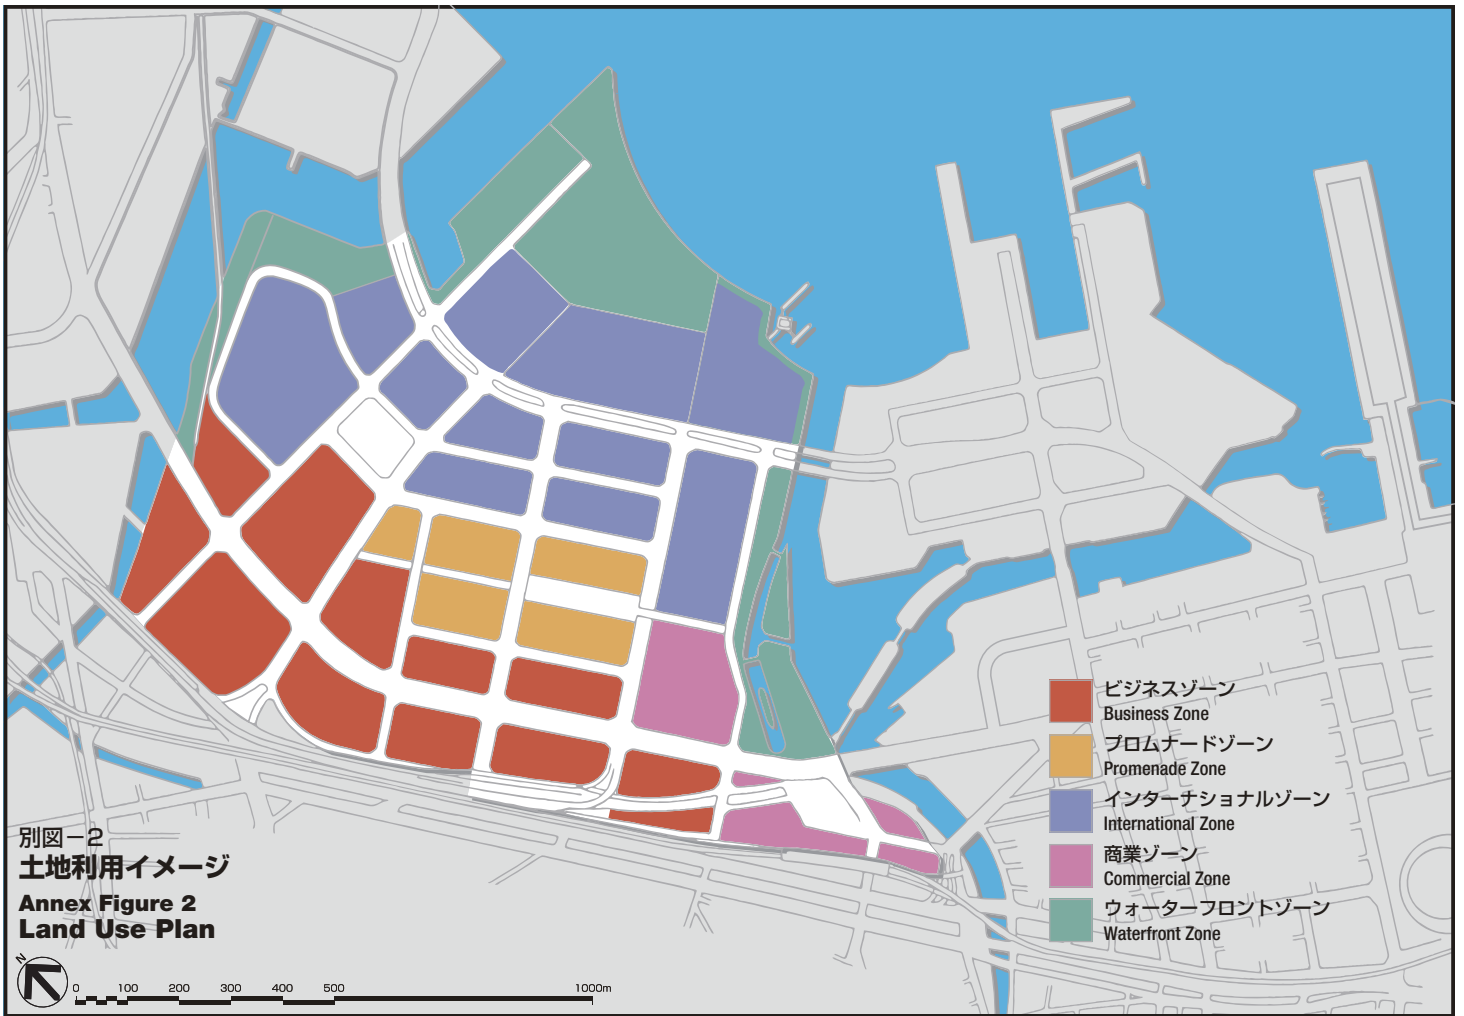 ビジネスゾーン
Business Zone
プロムナードゾーン
Promenade Zone
インターナショナルゾーン
International Zone
商業ゾーン
Commercial Zone
ウォーターフロントゾーン
Waterfront Zone
別図−2
土地利用イメージ
Annex Figure 2
Land Use Plan
N
0 100 200 300 400 500 1000m